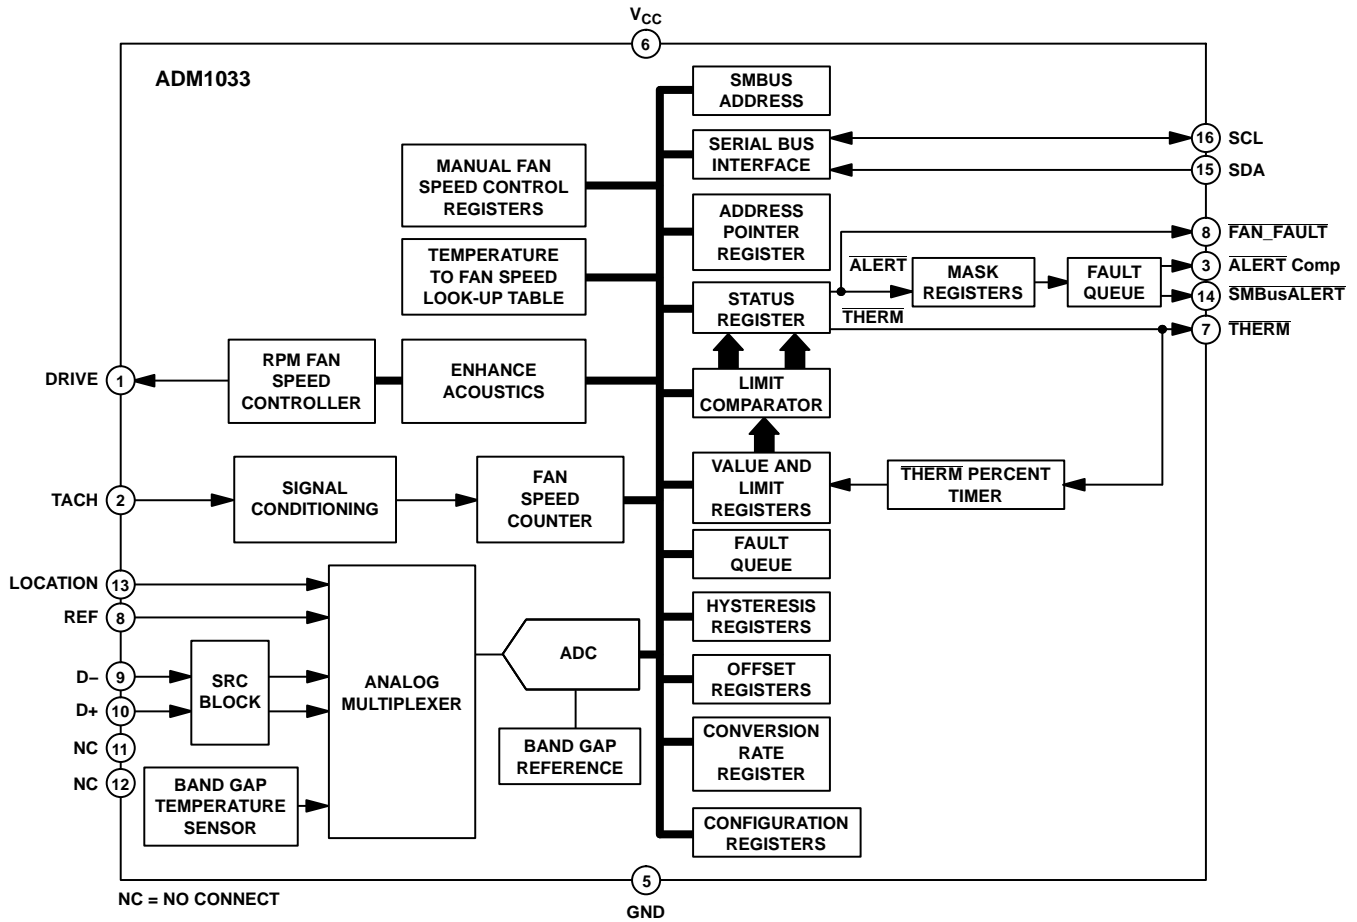 VCC
6
ADM1033
SMBUS
ADDRESS
SERIAL BUS
INTERFACE
16 SCL
15 SDA
MANUAL FAN
SPEED CONTROL
REGISTERS
ADDRESS
POINTER
REGISTER
8 FAN_FAULT
TEMPERATURE
TO FAN SPEED
LOOK-UP TABLE
ALERT
MASK
REGISTERS
FAULT
QUEUE
3 ALERT Comp
14 SMBusALERT
STATUS
REGISTER
THERM
7 THERM
DRIVE 1
RPM FAN
SPEED
CONTROLLER
ENHANCE
ACOUSTICS
LIMIT
COMPARATOR
TACH 2
SIGNAL
CONDITIONING
FAN
SPEED
COUNTER
VALUE AND
LIMIT
REGISTERS
THERM PERCENT
TIMER
FAULT
QUEUE
LOCATION 13
REF 8
D– 9
D+ 10
NC 11
NC 12
SRC
BLOCK
ANALOG
MULTIPLEXER
ADC
BAND GAP
REFERENCE
BAND GAP
TEMPERATURE
SENSOR
HYSTERESIS
REGISTERS
OFFSET
REGISTERS
CONVERSION
RATE
REGISTER
CONFIGURATION
REGISTERS
5
GND
NC = NO CONNECT